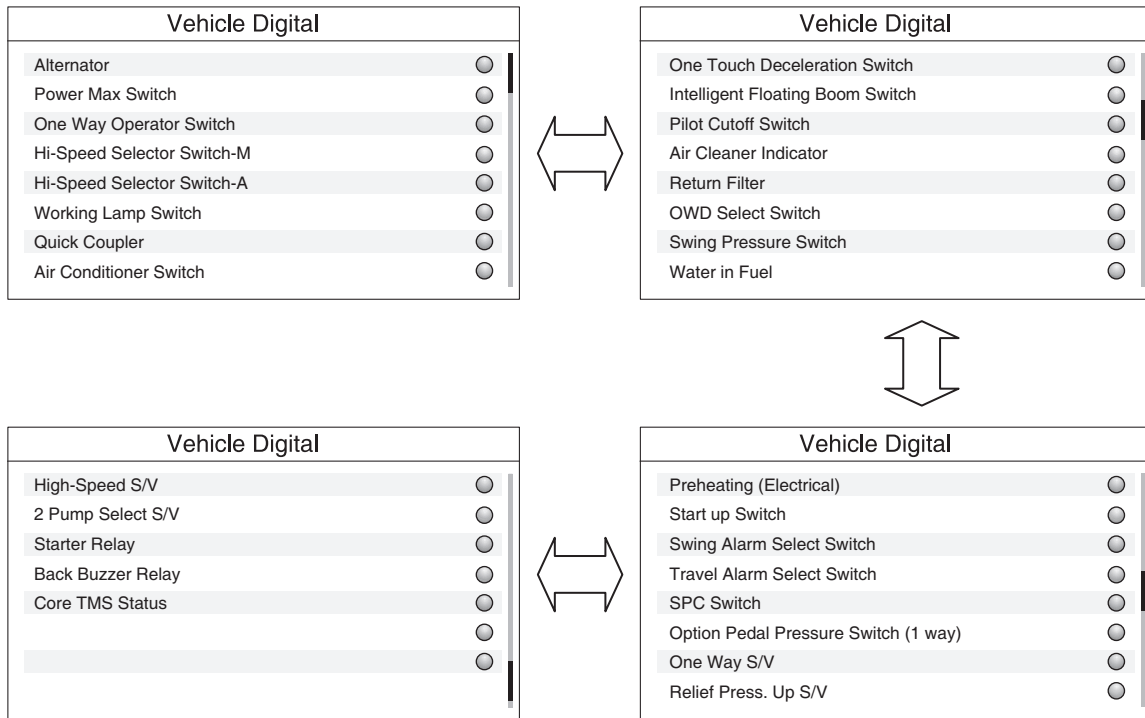 Vehicle Digital
Alternator
Power Max Switch
One Way Operator Switch
Hi-Speed Selector Switch-M
Hi-Speed Selector Switch-A
Working Lamp Switch
Quick Coupler
Air Conditioner Switch
Vehicle Digital
One Touch Deceleration Switch
Intelligent Floating Boom Switch
Pilot Cutoff Switch
Air Cleaner Indicator
Return Filter
OWD Select Switch
Swing Pressure Switch
Water in Fuel
Vehicle Digital
High-Speed S/V
2 Pump Select S/V
Starter Relay
Back Buzzer Relay
Core TMS Status
Vehicle Digital
Preheating (Electrical)
Start up Switch
Swing Alarm Select Switch
Travel Alarm Select Switch
SPC Switch
Option Pedal Pressure Switch (1 way)
One Way S/V
Relief Press. Up S/V